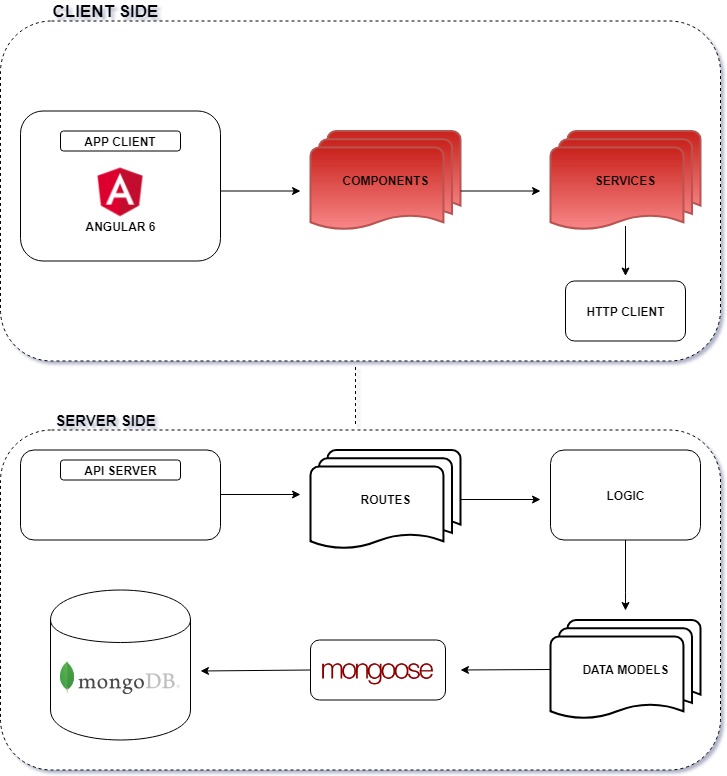 CLIENT SIDE
APP CLIENT
ANGULAR 6
COMPONENTS
SERVICES
HTTP CLIENT
SERVER SIDE
API SERVER
ROUTES
LOGIC
mongoDB.
mongoose
DATA MODELS